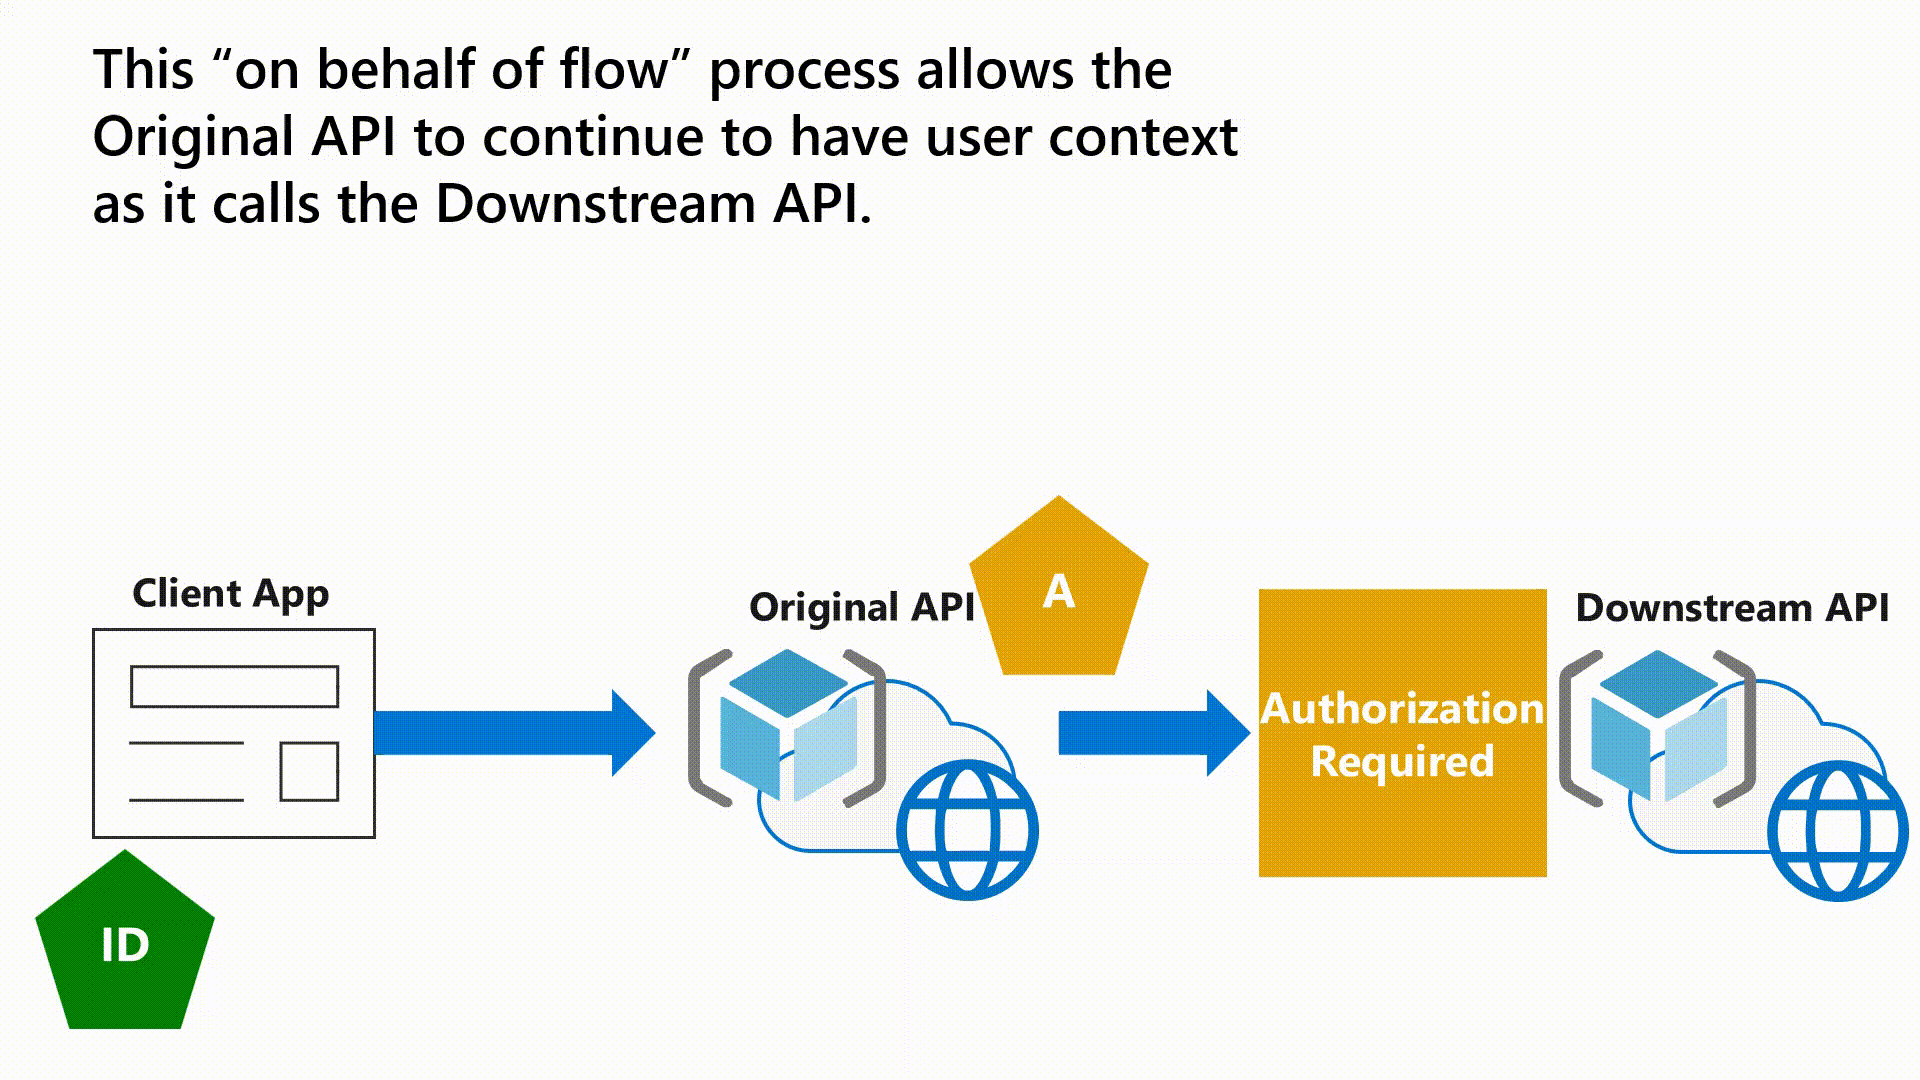 This “on behalf of flow” process allows the
Original API to continue to have user context
as it calls the Downstream API.
Client App
Original API
A
Downstream API
Authorization
Required
ID